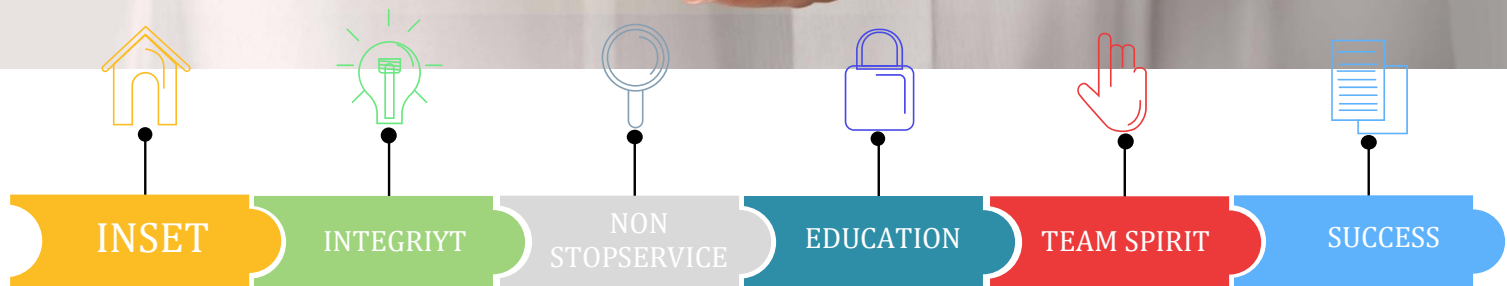 INSET
INTEGRIYT
NON
STOPSERVICE
EDUCATION
TEAM SPIRIT
SUCCESS